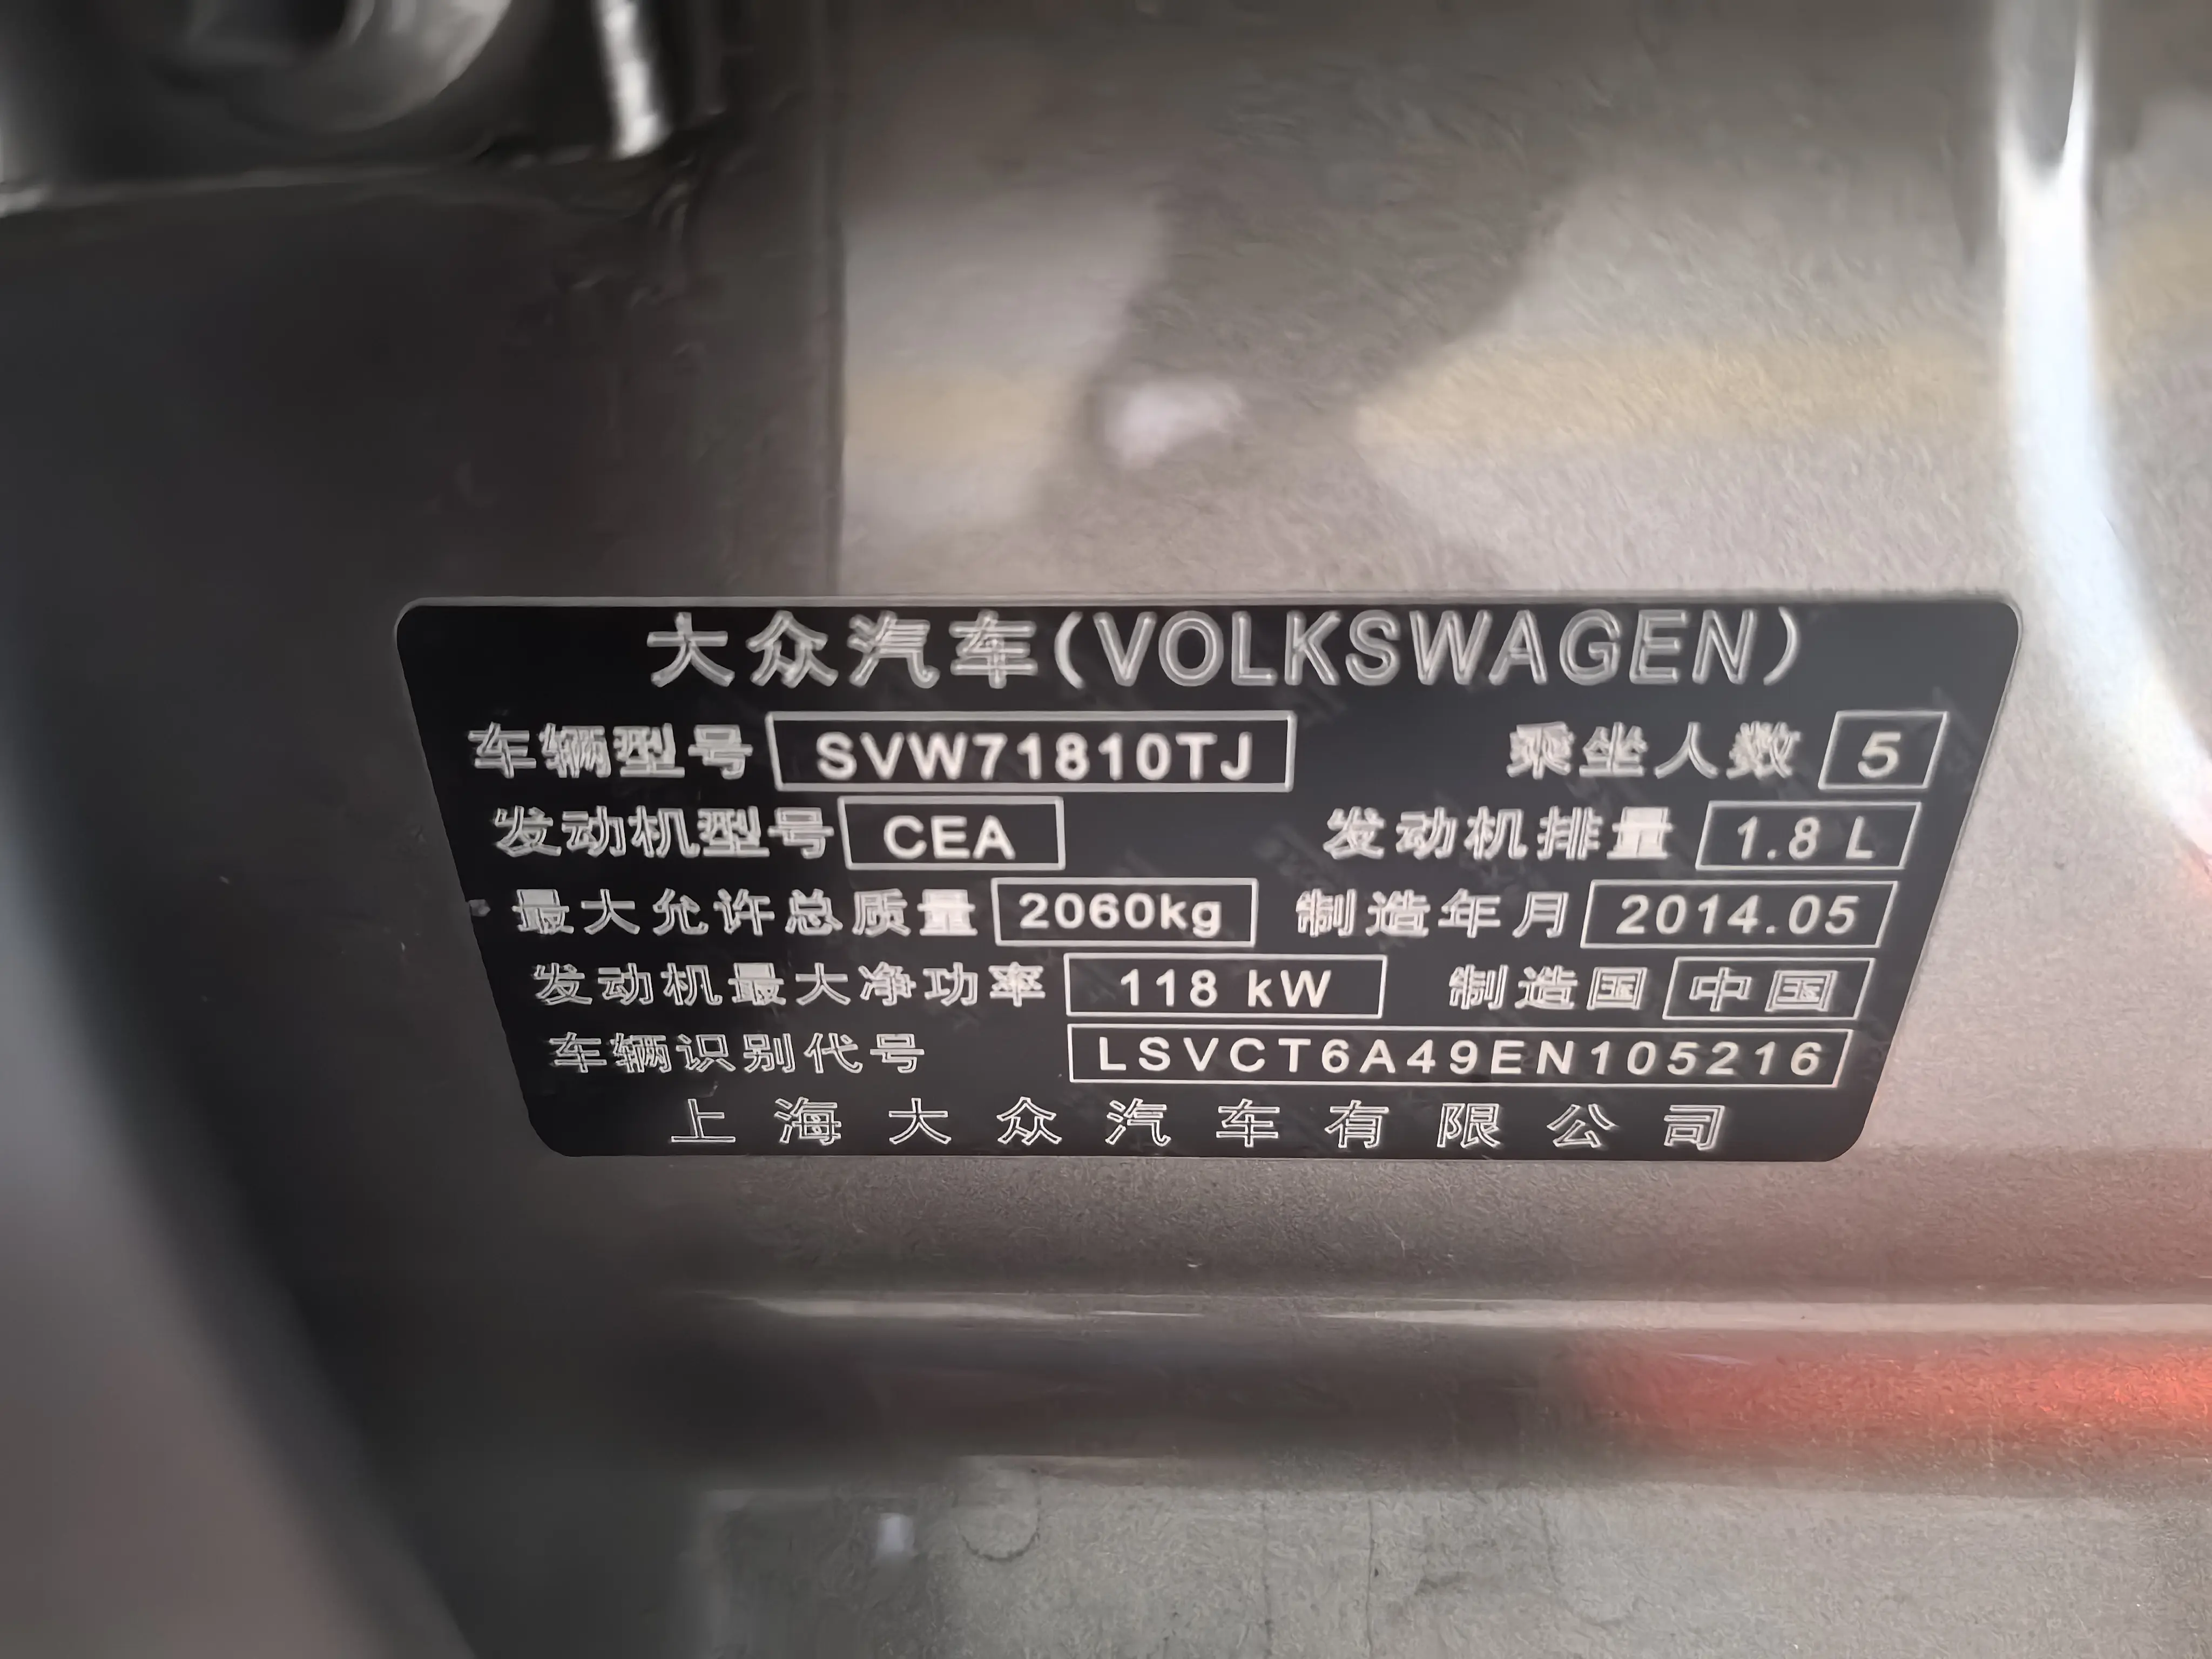 大众汽车(VOLKSWAGEN)
车辆型号 SVW71810TJ 乘坐人数 5
发动机型号 CEA 发动机排量 1.8 L
最大允许总质量 2060kg 制造年月 2014.05
发动机最大净功率 118 kW 制造国 中国
车辆识别代号 LSVCT6A49EN105216
上海大众汽车有限公司